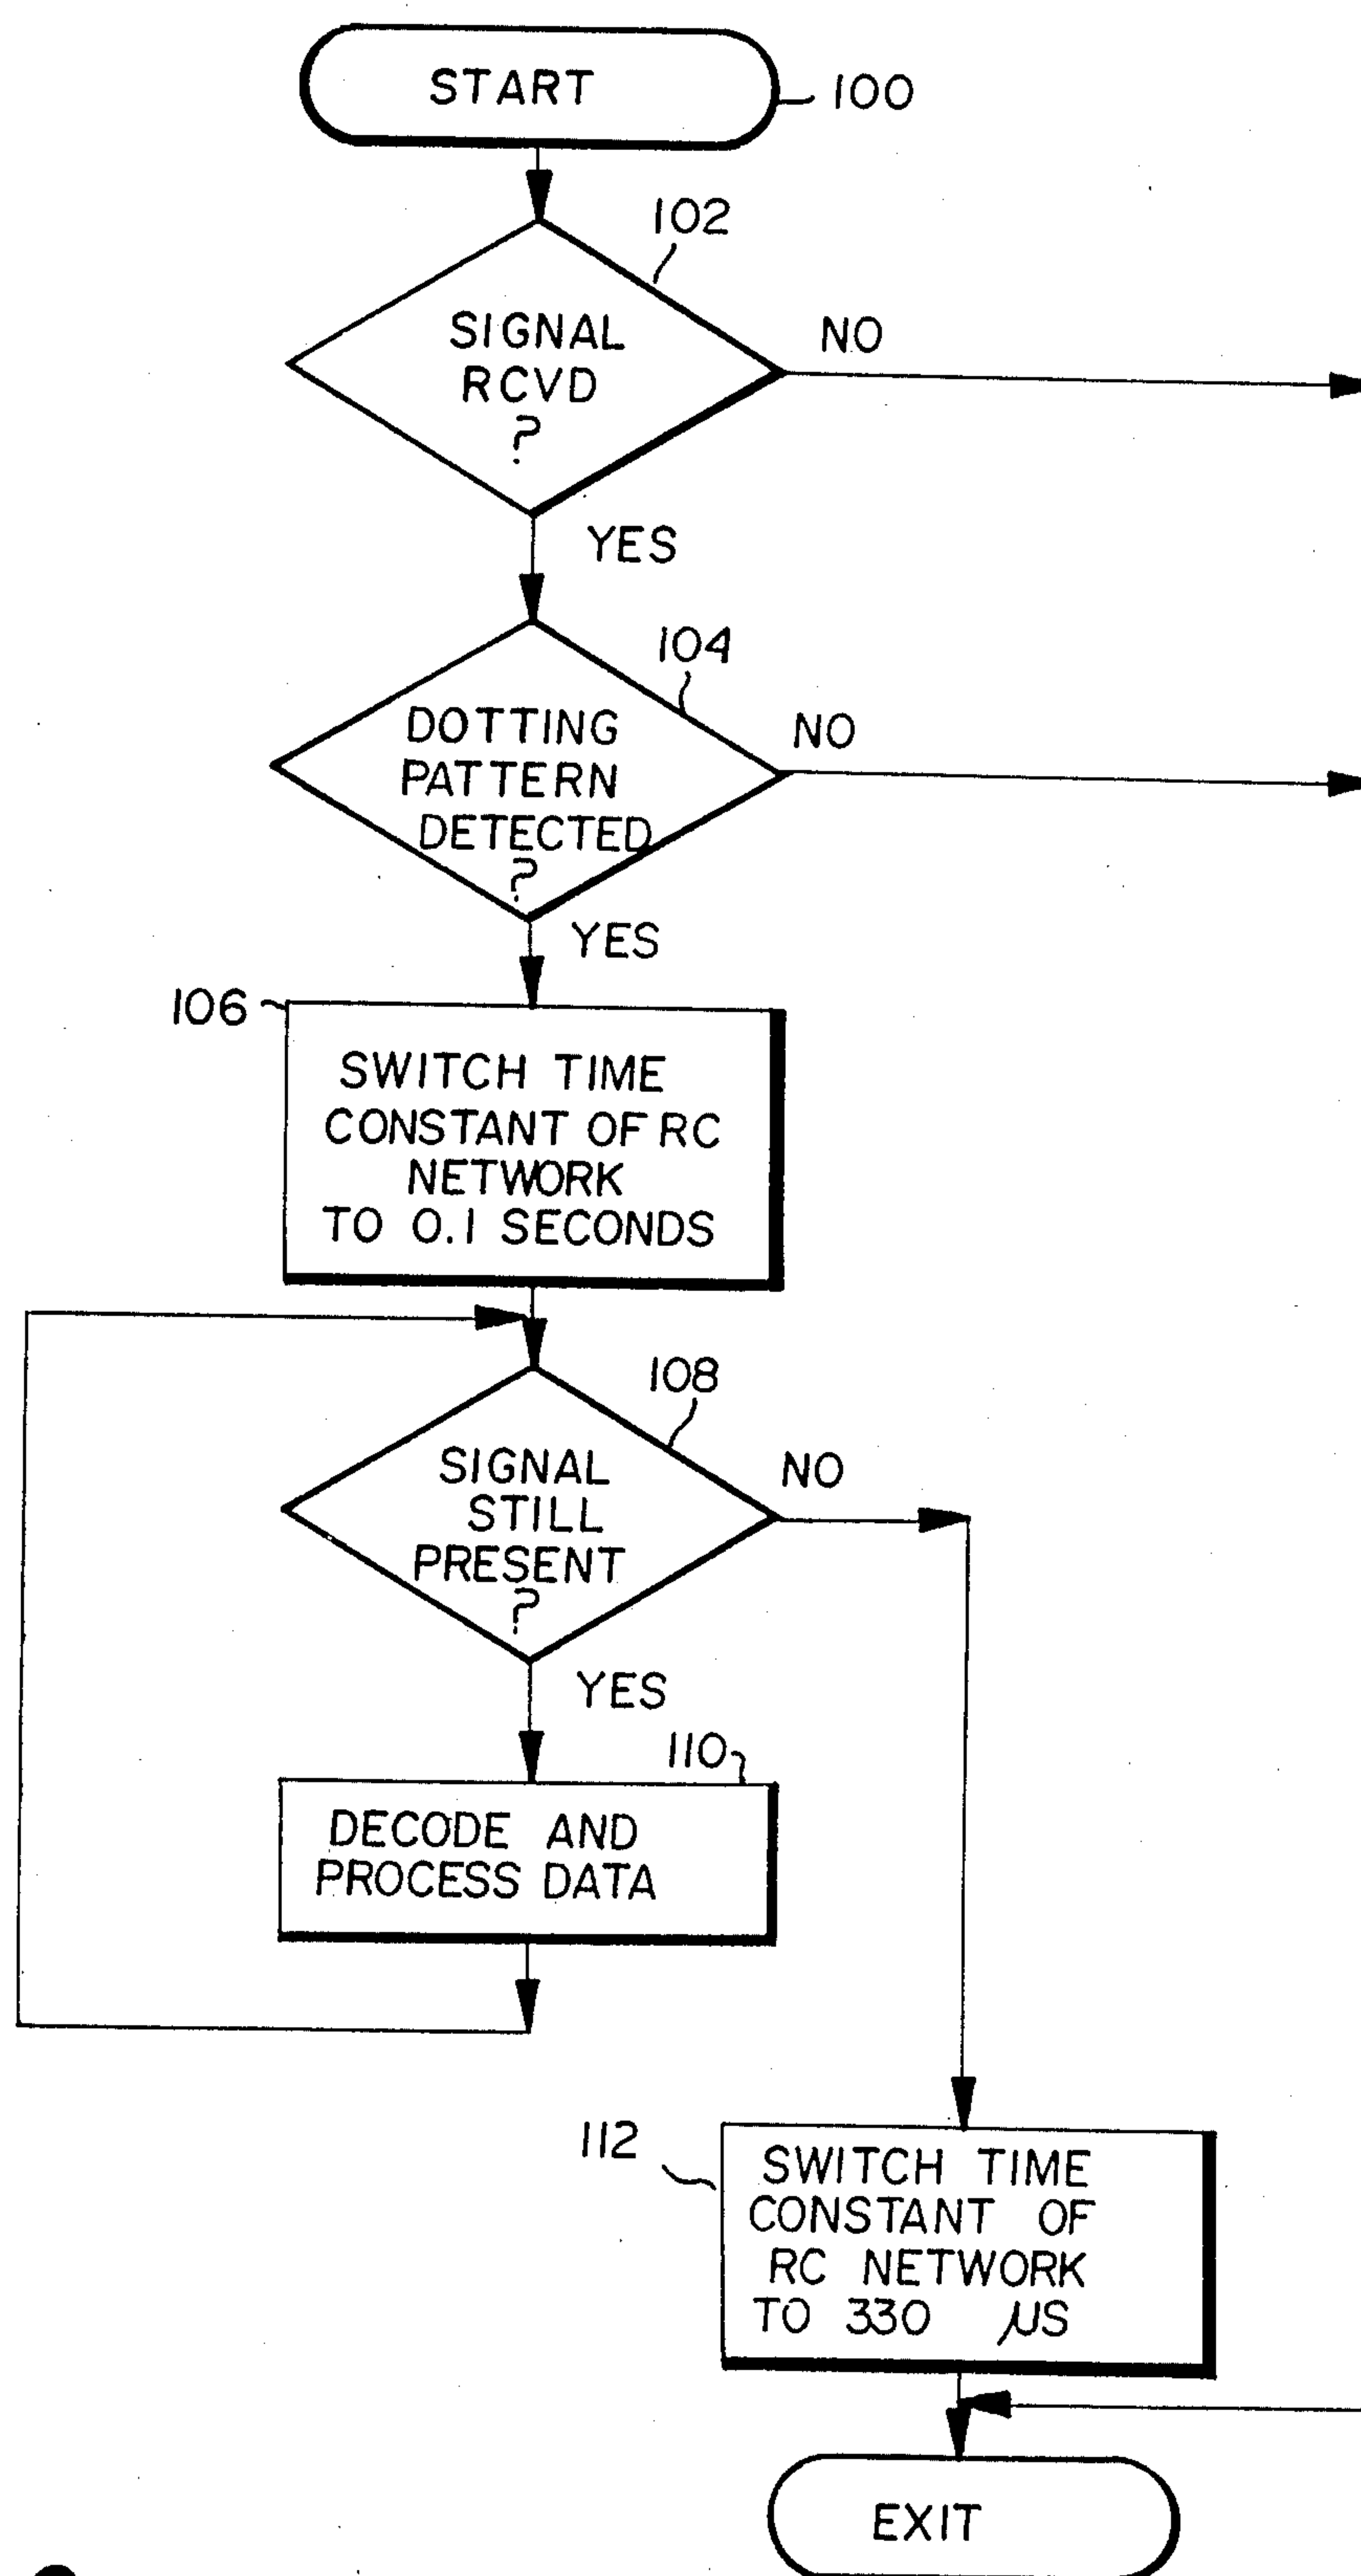 START
100
102
SIGNAL
RCVD
?
NO
YES
104
DOTTING
PATTERN
DETECTED
?
NO
YES
106
SWITCH TIME
CONSTANT OF RC
NETWORK
TO 0.1 SECONDS
108
SIGNAL
STILL
PRESENT
?
NO
YES
110
DECODE AND
PROCESS DATA
112
SWITCH TIME
CONSTANT OF
RC NETWORK
TO 330 µS
EXIT